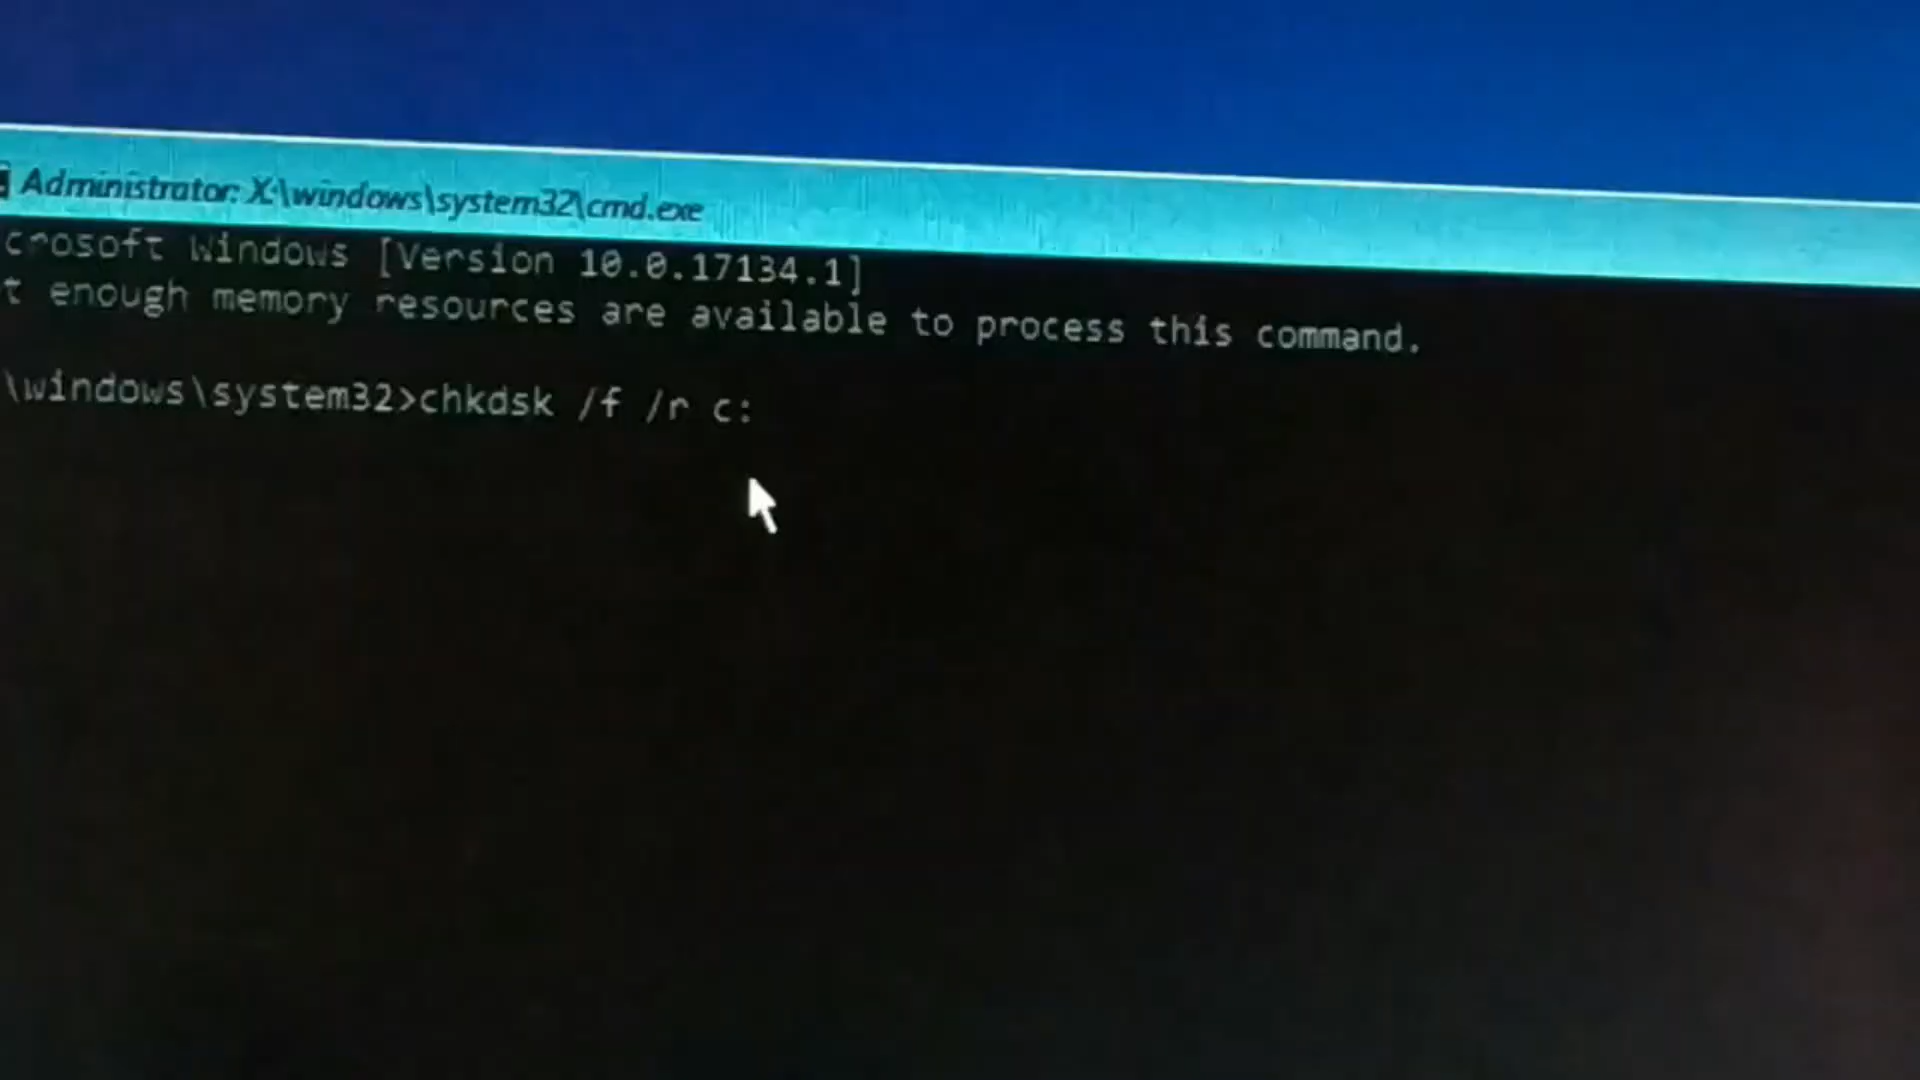 Administrator: X:\windows\system32\cmd.exe
crosoft Windows [Version 10.0.17134.1]
t enough memory resources are available to process this command.
\windows\system32>chkdsk /f /r c: